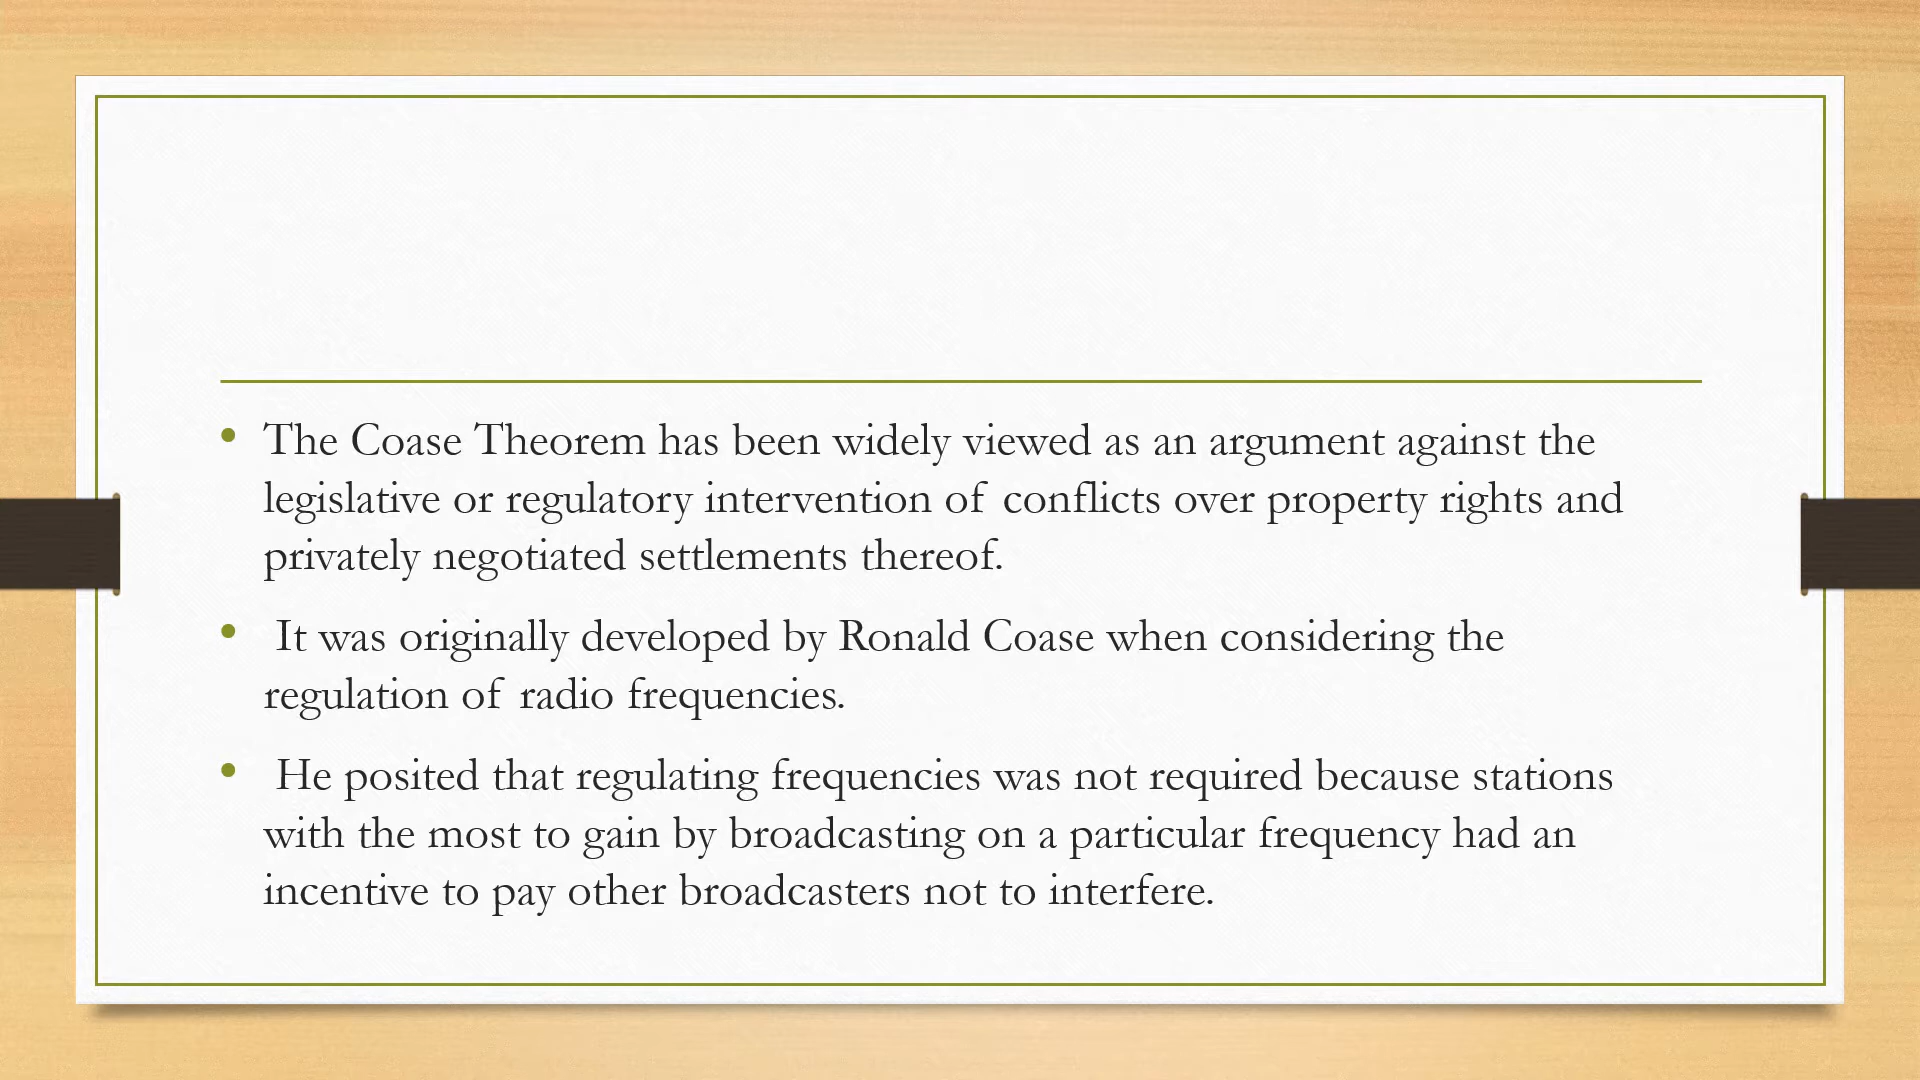 • The Coase Theorem has been widely viewed as an argument against the
legislative or regulatory intervention of conflicts over property rights and
privately negotiated settlements thereof.
• It was originally developed by Ronald Coase when considering the
regulation of radio frequencies.
• He posited that regulating frequencies was not required because stations
with the most to gain by broadcasting on a particular frequency had an
incentive to pay other broadcasters not to interfere.